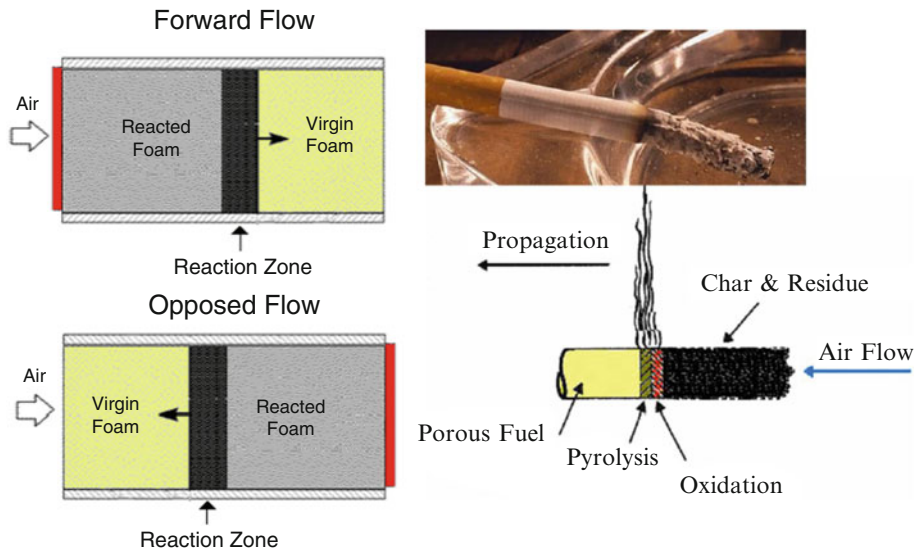 Forward Flow
Air
Reacted
Foam
Virgin
Foam
Reaction Zone
Opposed Flow
Air
Virgin
Foam
Reacted
Foam
Reaction Zone
Propagation
Char & Residue
Air Flow
Porous Fuel
Pyrolysis
Oxidation